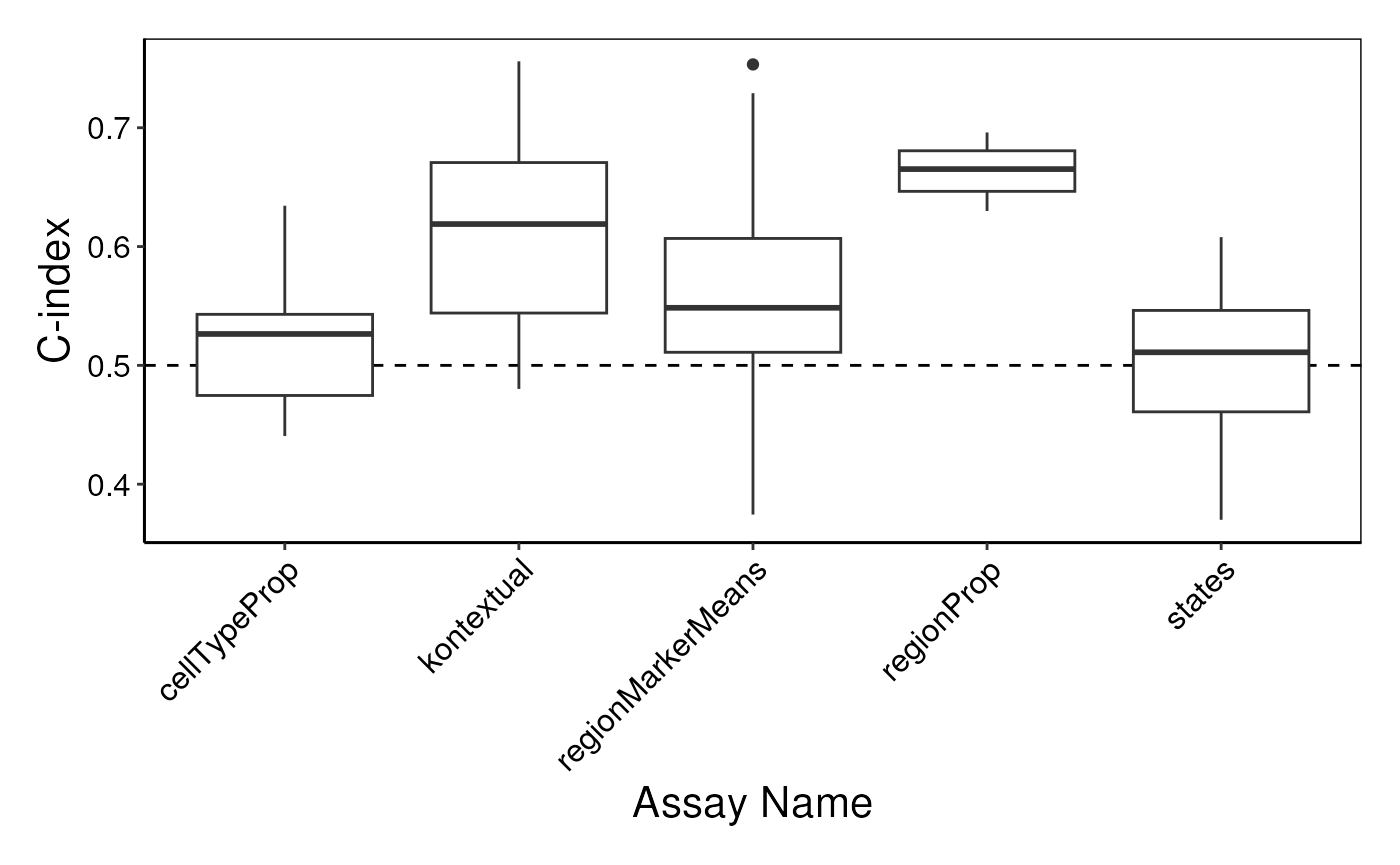 C-index
0.7
0.6
0.5
0.4
cellTypeProp
kontextual
regionMarkerMeans
regionProp
states
Assay Name